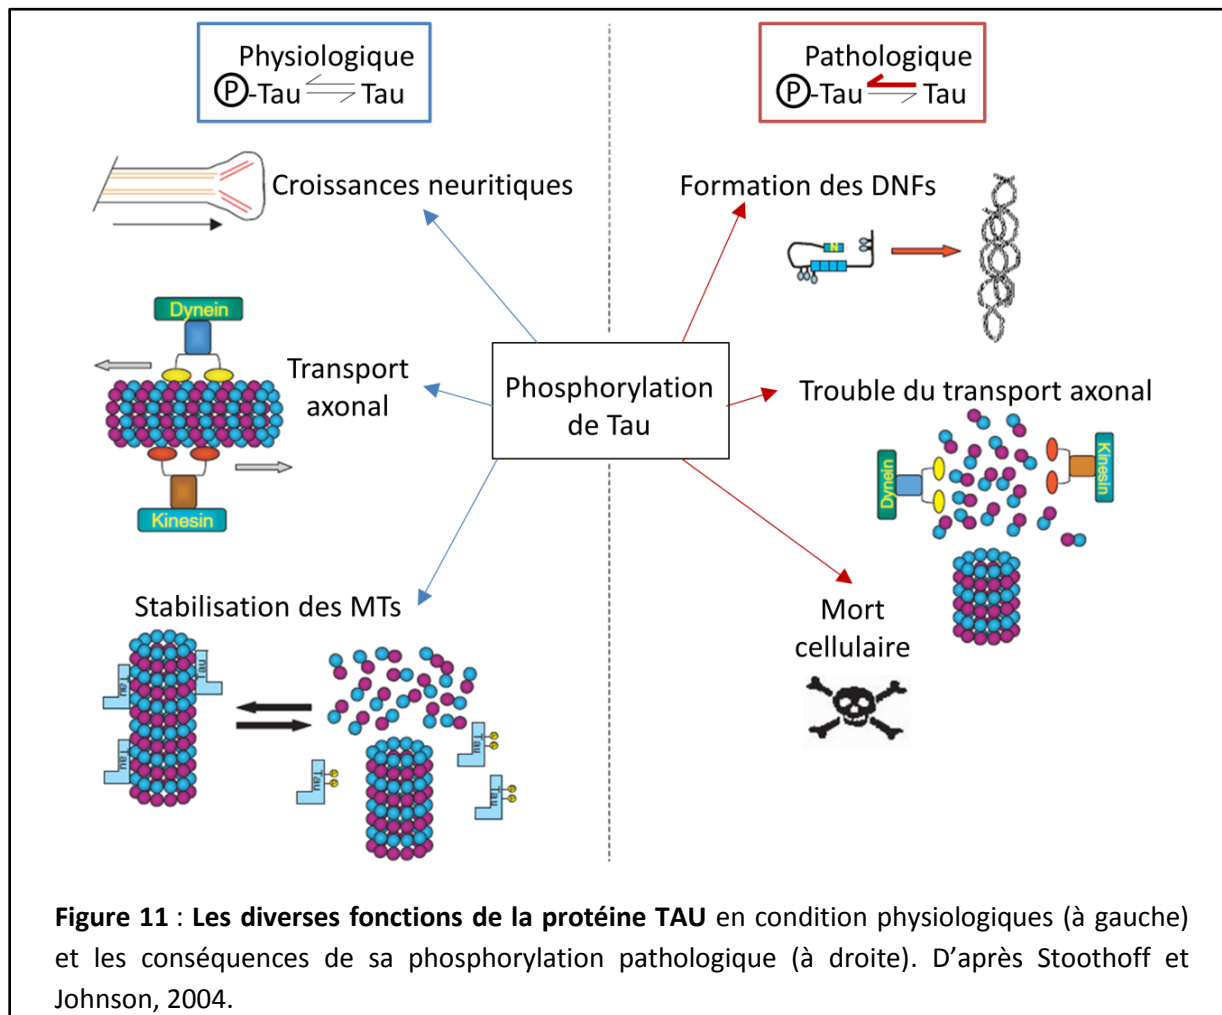 Physiologique
P-Tau Tau
Pathologique
P-Tau Tau
Croissances neuritiques
Formation des DNFs
N
Dynein
Transport
axonal
Kinesin
Phosphorylation
de Tau
Trouble du transport axonal
Dynein
Kinesin
Stabilisation des MTs
Tau
Tau
Tau
Tau
P
P
Tau
P
P
Tau
P
P
Mort
cellulaire
Figure 11 : Les diverses fonctions de la protéine TAU en condition physiologiques (à gauche)
et les conséquences de sa phosphorylation pathologique (à droite). D’après Stoothoff et
Johnson, 2004.